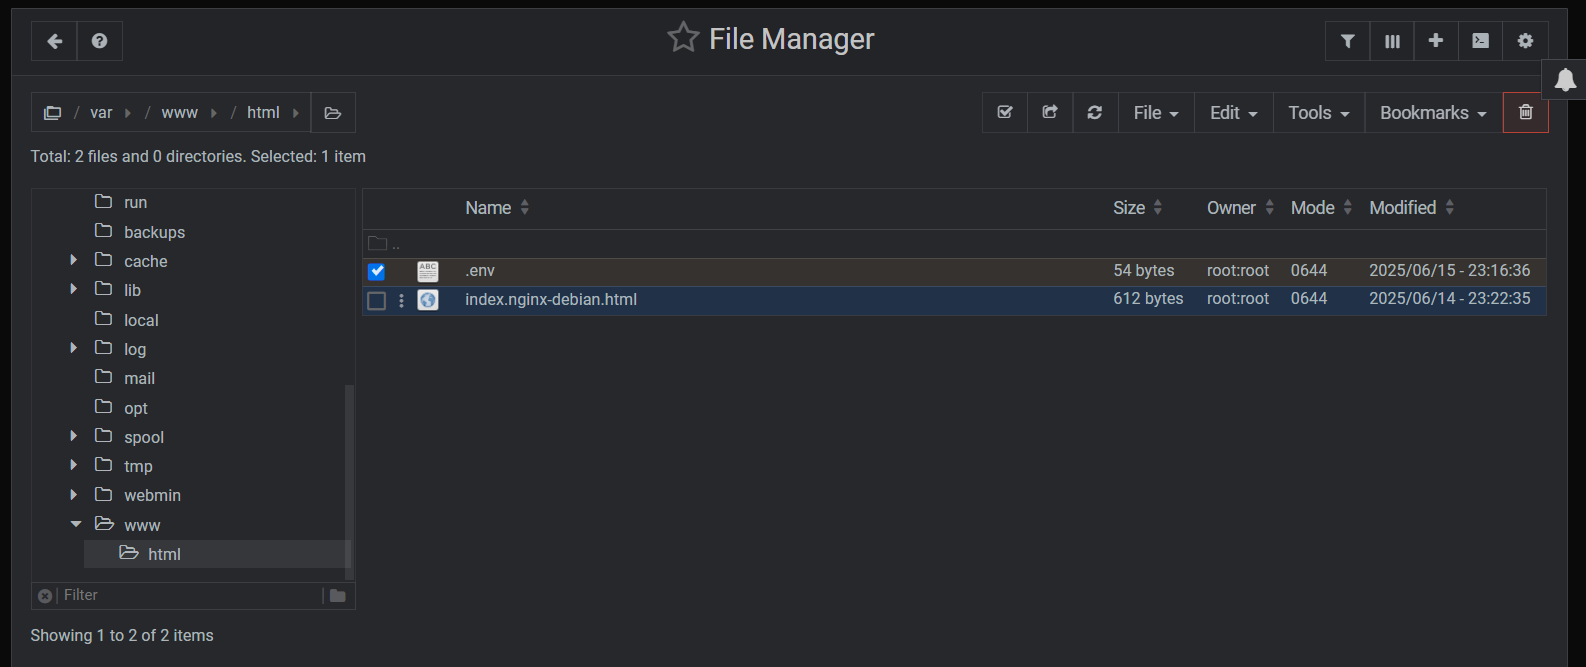 File Manager
/ var / www / html
File Edit Tools Bookmarks
Total: 2 files and 0 directories. Selected: 1 item
run
backups
cache
lib
local
log
mail
opt
spool
tmp
webmin
www
html
Filter
Showing 1 to 2 of 2 items
Name Size Owner Mode Modified
..
ABC .env 54 bytes root:root 0644 2025/06/15 - 23:16:36
index.nginx-debian.html 612 bytes root:root 0644 2025/06/14 - 23:22:35